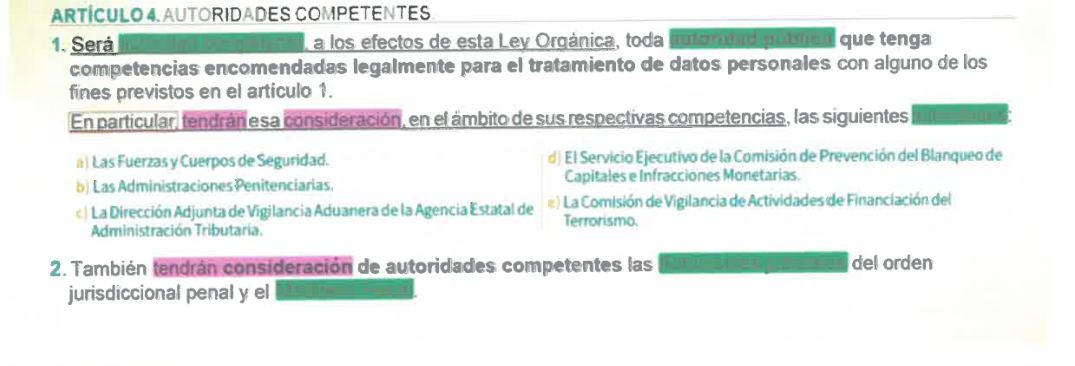 ARTÍCULO 4. AUTORIDADES COMPETENTES
1. Será autoridad competente, a los efectos de esta Ley Orgánica, toda autoridad pública que tenga
competencias encomendadas legalmente para el tratamiento de datos personales con alguno de los
fines previstos en el articulo 1.
En particular, tendrán esa consideración, en el ámbito de sus respectivas competencias, las siguientes :
a) Las Fuerzas y Cuerpos de Seguridad.
b) Las Administraciones Penitenciarias.
c) La Dirección Adjunta de Vigilancia Aduanera de la Agencia Estatal de
Administración Tributaria.
d) El Servicio Ejecutivo de la Comisión de Prevención del Blanqueo de
Capitales e Infracciones Monetarias.
e) La Comisión de Vigilancia de Actividades de Financiación del
Terrorismo.
2. También tendrán consideración de autoridades competentes las del orden
jurisdiccional penal y el .